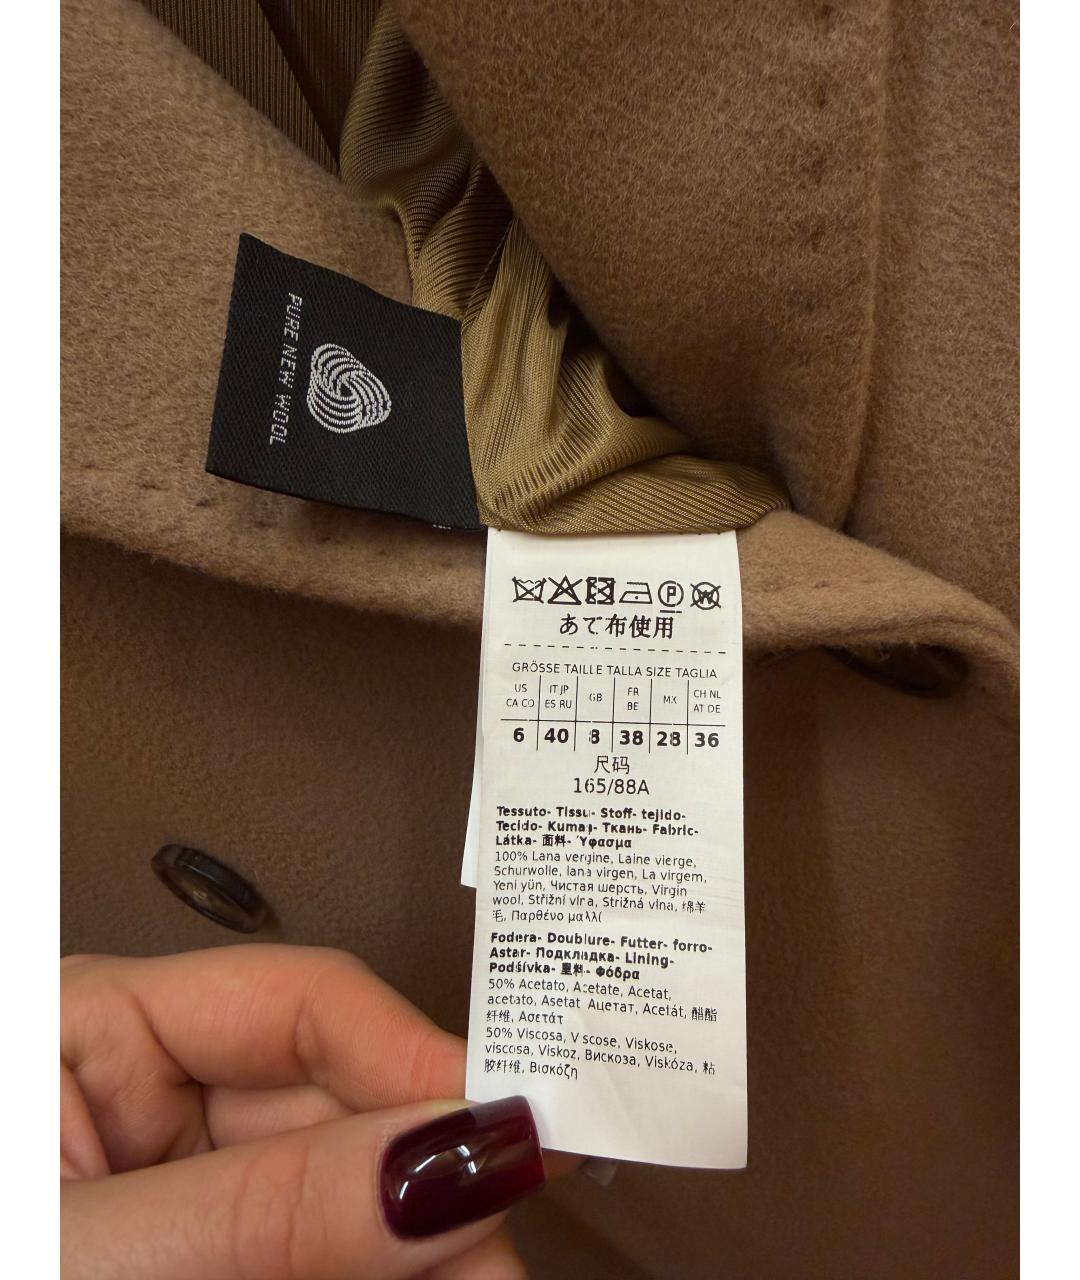 PURE NEW WOOL
あて布使用
GRÖSSE TAILLE TALLA SIZE TAGLIA
US CA CO IT JP ES RU GB FR BE MX CH NL AT DE
6 40 8 38 28 36
尺码
165/88A
Tessuto- Tissu- Stoff- tejido-
Tecido- Kumaş- Ткань- Fabric-
Látka- 面料- Ύφασμα
100% Lana vergine, Laine vierge,
Schurwolle, lana virgen, La virgem,
Yeni yün, Чистая шерсть, Virgin
wool, Střižní vlna, Strižná vlna, 绵羊
毛, Παρθένο μαλλί
Fodera- Doublure- Futter- forro-
Astar- Подкладка- Lining-
Podšívka- 里料- Φόδρα
50% Acetato, Acetate, Acetat,
acetato, Asetat Ацетат, Acetát, 醋酯
纤维, Ασετάτ
50% Viscosa, Viscose, Viskose,
viscosa, Viskoz, Вискоза, Viskóza, 粘
胶纤维, Βισκόζη